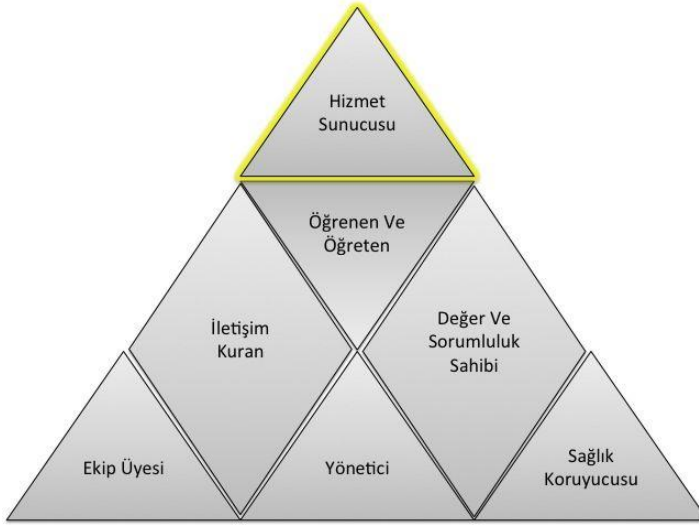 Hizmet
Sunucusu
Öğrenen Ve
Öğreten
İletişim
Kuran
Değer Ve
Sorumluluk
Sahibi
Ekip Üyesi
Yönetici
Sağlık
Koruyucusu